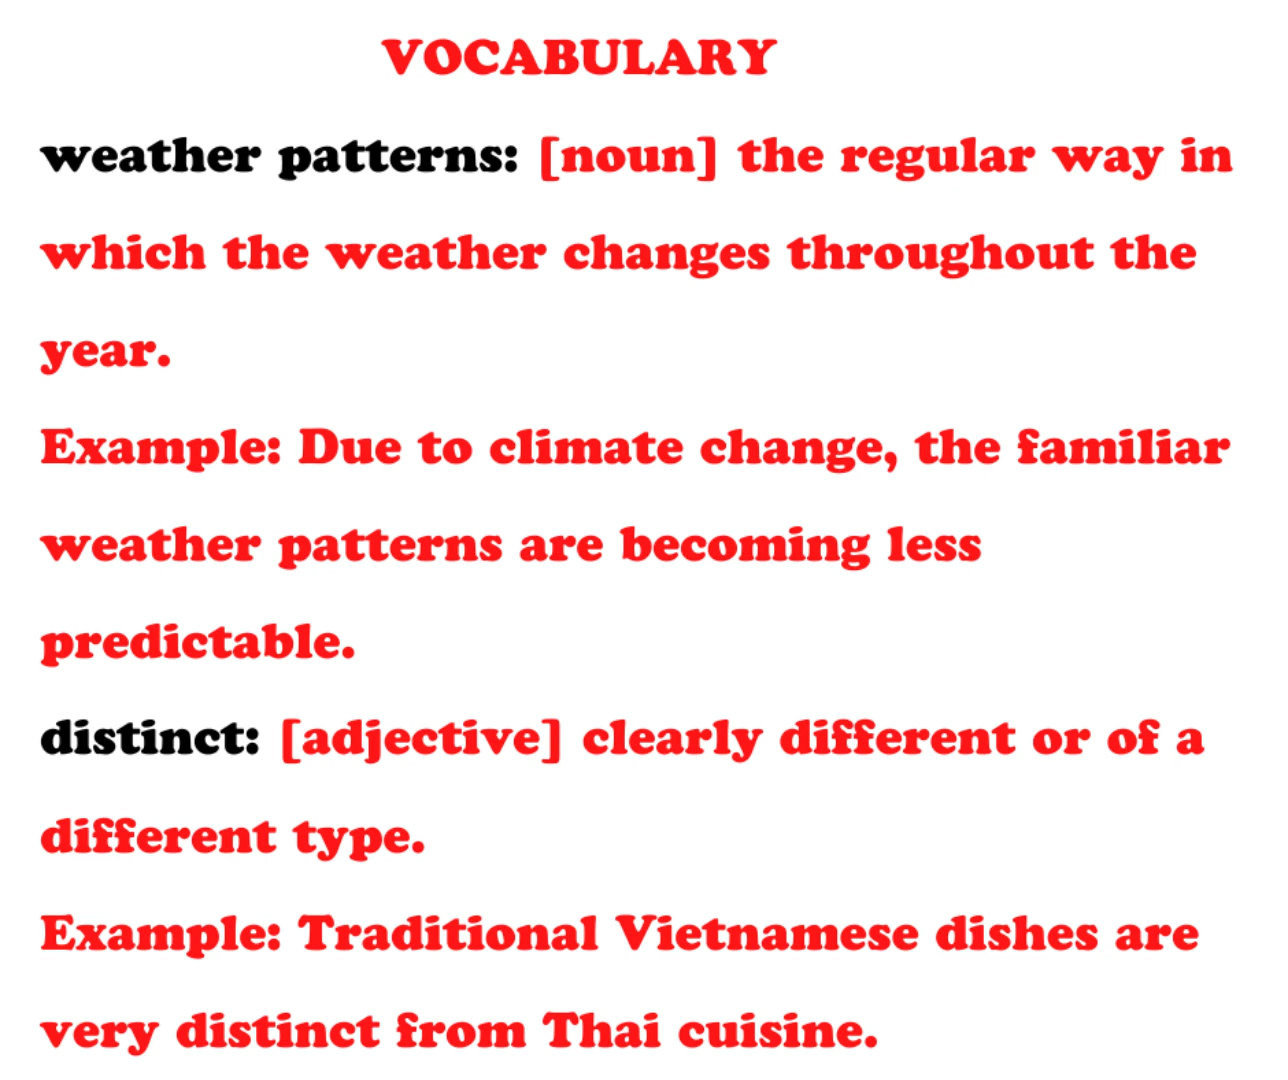 VOCABULARY
weather patterns: [noun] the regular way in
which the weather changes throughout the
year.
Example: Due to climate change, the familiar
weather patterns are becoming less
predictable.
distinct: [adjective] clearly different or of a
different type.
Example: Traditional Vietnamese dishes are
very distinct from Thai cuisine.